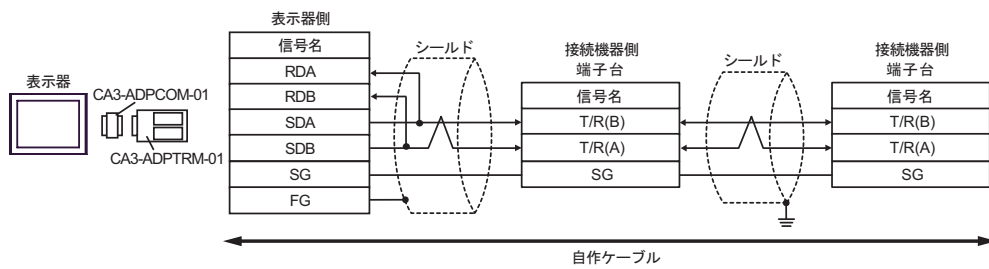 表示器
CA3-ADPCOM-01
CA3-ADPTRM-01
表示器側
信号名
RDA
RDB
SDA
SDB
SG
FG
シールド
接続機器側
端子台
信号名
T/R(B)
T/R(A)
SG
シールド
接続機器側
端子台
信号名
T/R(B)
T/R(A)
SG
自作ケーブル